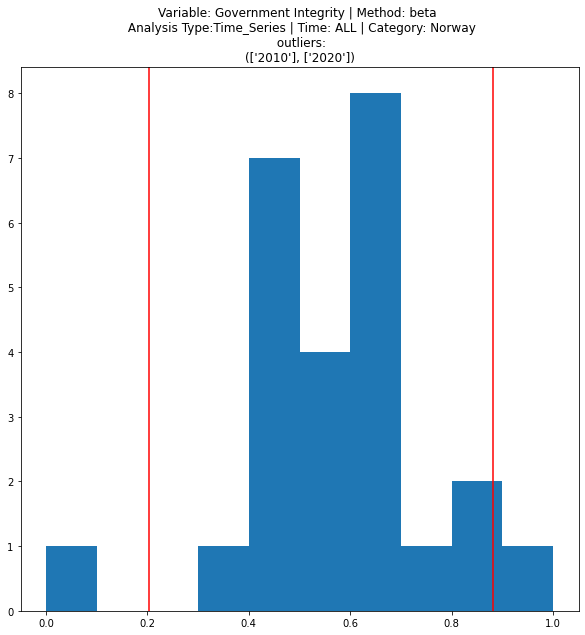 Variable: Government Integrity | Method: beta
Analysis Type:Time_Series | Time: ALL | Category: Norway
outliers:
(['2010'], ['2020'])
8
7
6
5
4
3
2
1
0
0.0 0.2 0.4 0.6 0.8 1.0